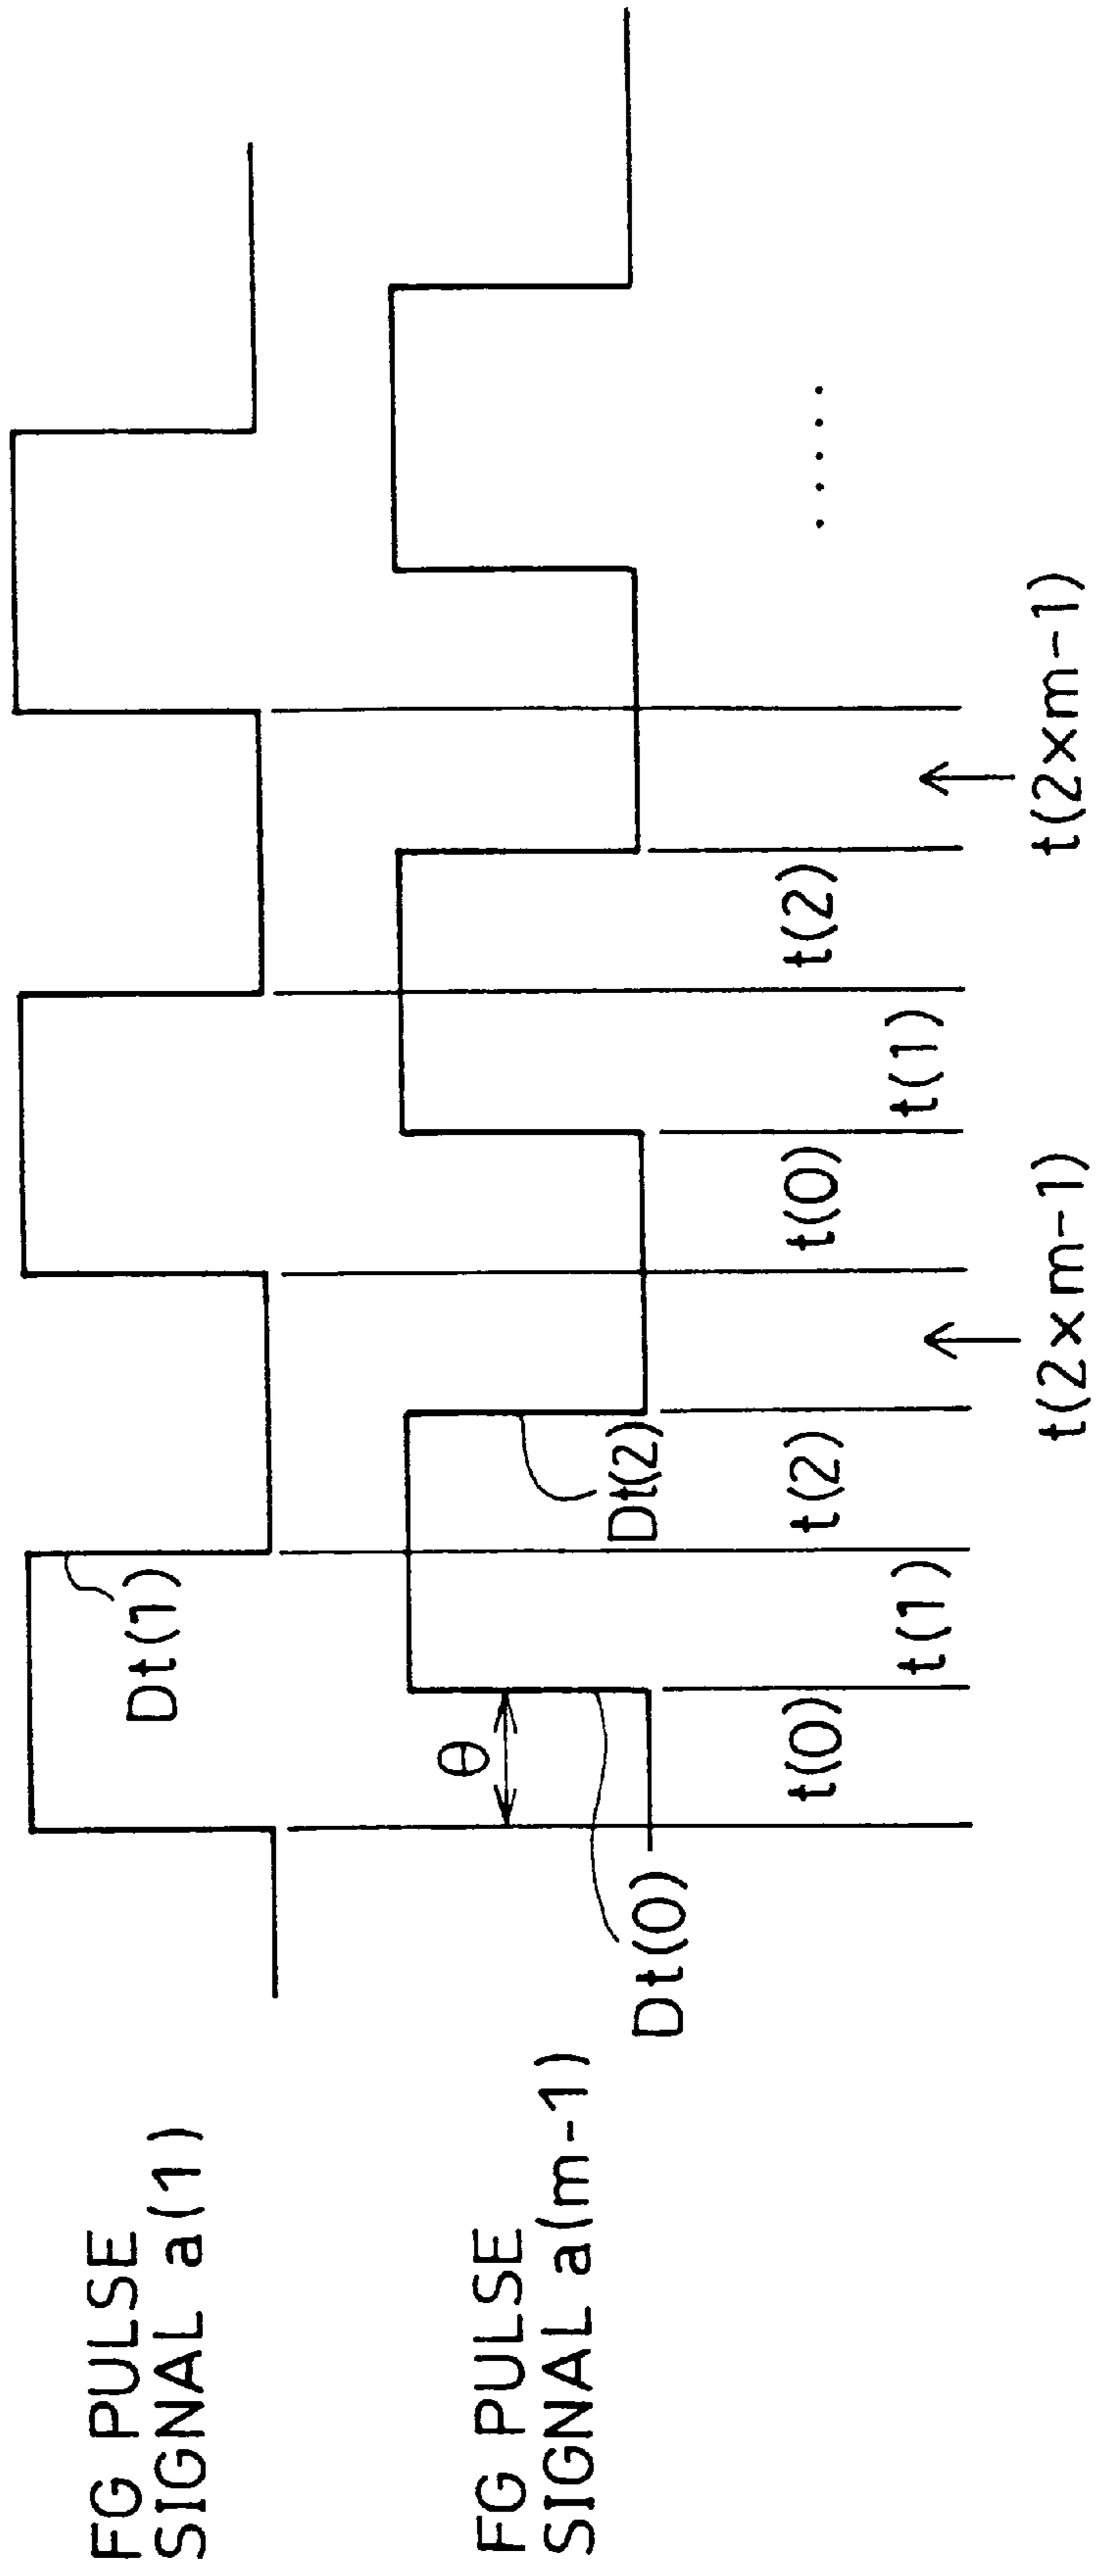 FG PULSE
SIGNAL a(1)
Dt(1)
FG PULSE
SIGNAL a(m-1)
θ
Dt(0)
Dt(2)
t(0)
t(1)
t(2)
t(2×m-1)
t(0)
t(1)
t(2)
t(2×m-1)
.....